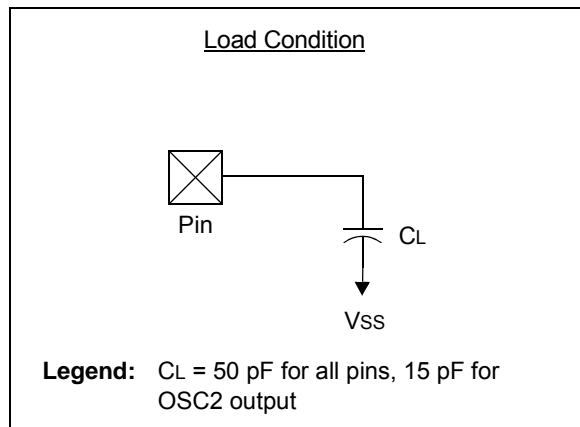 Load Condition
Pin
CL
VSS
Legend: CL = 50 pF for all pins, 15 pF for
OSC2 output